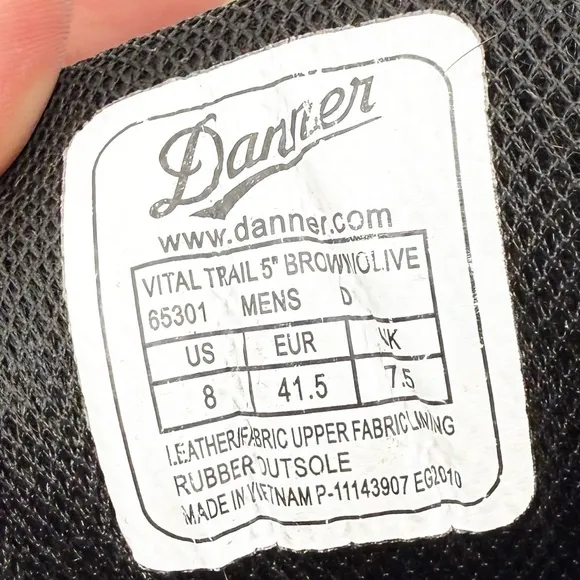 Danner
www.danner.com
VITAL TRAIL 5" BROWN/OLIVE
65301 MENS D
US EUR UK
8 41.5 7.5
LEATHER/FABRIC UPPER FABRIC LINING
RUBBER OUTSOLE
MADE IN VIETNAM P-11143907 EG2010